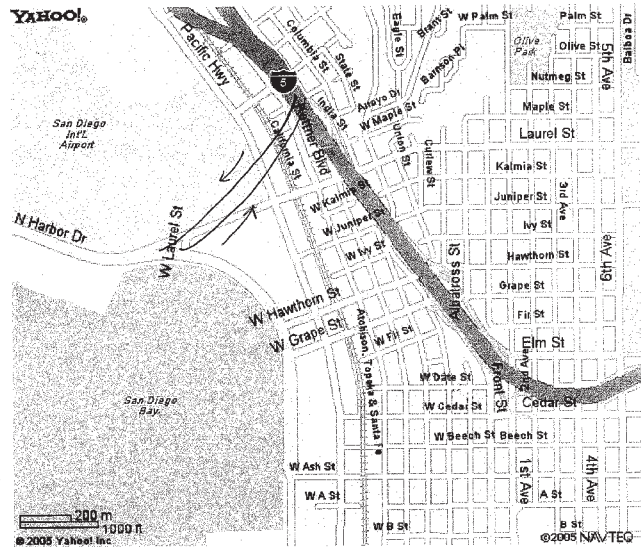 YAHOO!®
Pacific Hwy
Columbia St
State St
Eagle St
Brant St
W Palm St
Palm St
Balboa Dr
Olive
Park
Olive St
5th Ave
Bamson Pl
Nutmeg St
5
Arroyo Dr
India St
W Maple St
Maple St
San Diego
Int'L
Airport
Kettner Blvd
Union St
Laurel St
California St
Curlew St
Kalmia St
W Kalmia St
Juniper St
3rd Ave
W Laurel St
W Juniper St
Ivy St
N Harbor Dr
W Ivy St
Albatross St
Hawthorn St
6th Ave
Grape St
W Hawthorn St
Fir St
W Grape St
Atchison, Topeka & Santa Fe
W Fir St
Elm St
2nd Ave
W Date St
Front St
San Diego
Bay
W Cedar St
Cedar St
W Beech St
Beech St
W Ash St
1st Ave
4th Ave
W A St
A St
200 m
1000 ft
W B St
B St
© 2005 Yahoo! Inc
©2005 NAVTEQ